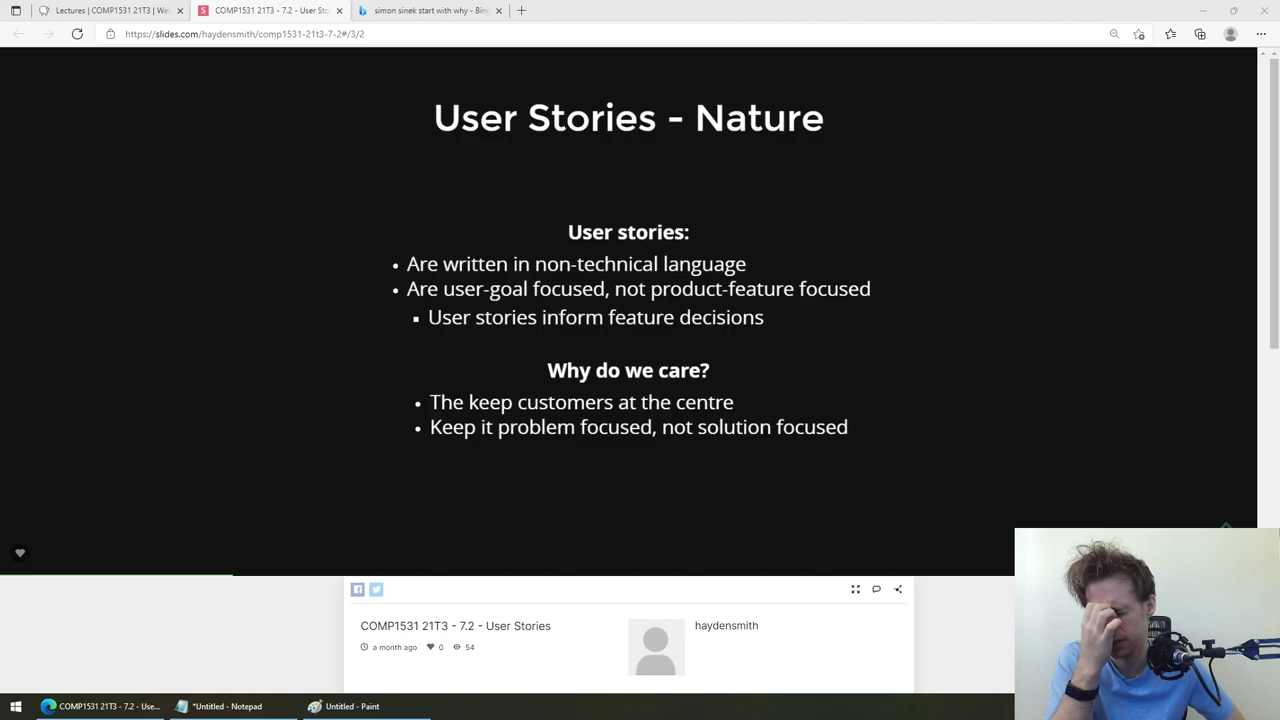 Lectures | COMP1531 21T3 | We
COMP1531 21T3 - 7.2 - User Sto
simon sinek start with why - Bing
https://slides.com/haydensmith/comp1531-21t3-7-2#/3/2
User Stories - Nature
User stories:
• Are written in non-technical language
• Are user-goal focused, not product-feature focused
▪ User stories inform feature decisions
Why do we care?
• The keep customers at the centre
• Keep it problem focused, not solution focused
COMP1531 21T3 - 7.2 - User Stories
haydensmith
a month ago 0 54
COMP1531 21T3 - 7.2 - Use...
*Untitled - Notepad
Untitled - Paint